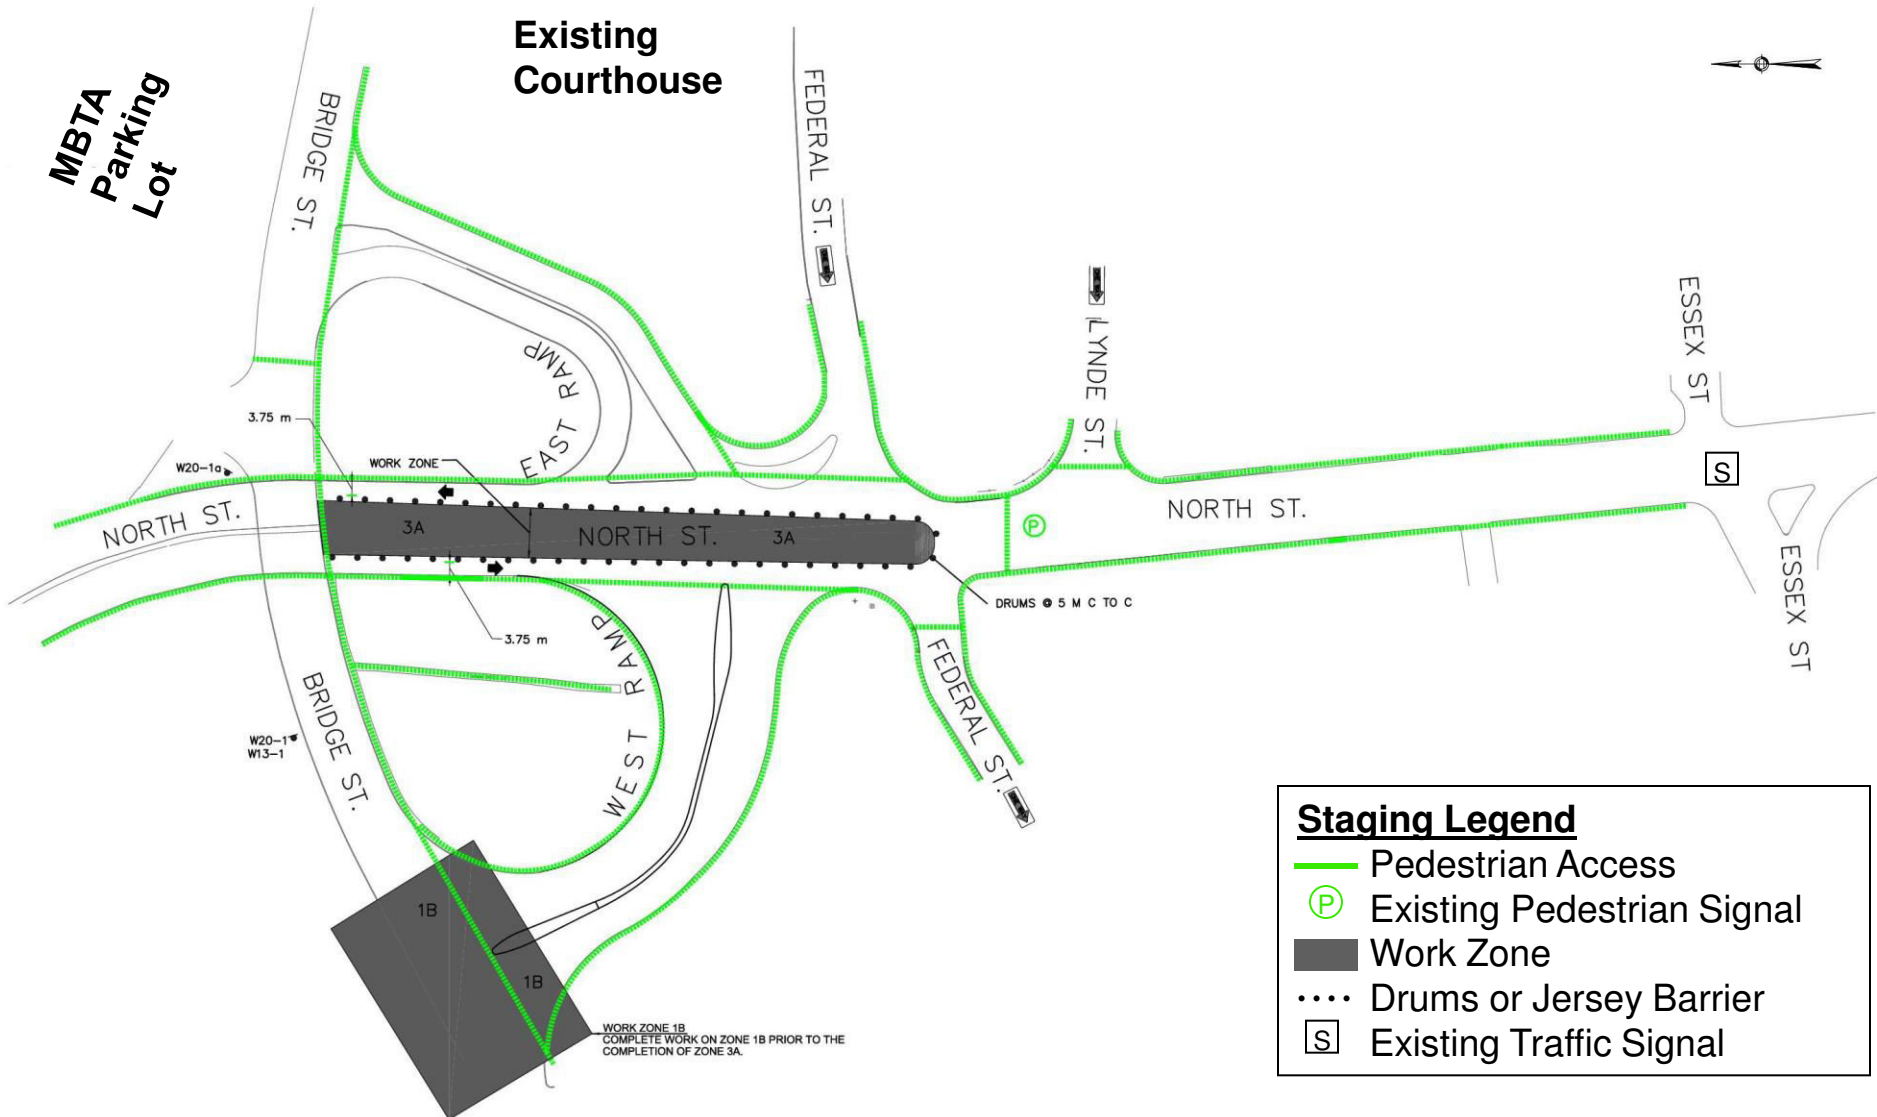 Existing
Courthouse
MBTA
Parking
Lot
BRIDGE ST.
FEDERAL ST.
LYNDE ST.
ESSEX ST
S
3.75 m
W20-1a
WORK ZONE
EAST RAMP
NORTH ST.
3A
NORTH ST.
3A
P
NORTH ST.
DRUMS @ 5 M C TO C
3.75 m
WEST RAMP
FEDERAL ST.
ESSEX ST
BRIDGE ST.
W20-1
W13-1
1B
1B
WORK ZONE 1B
COMPLETE WORK ON ZONE 1B PRIOR TO THE
COMPLETION OF ZONE 3A.
Staging Legend
Pedestrian Access
P Existing Pedestrian Signal
Work Zone
Drums or Jersey Barrier
S Existing Traffic Signal